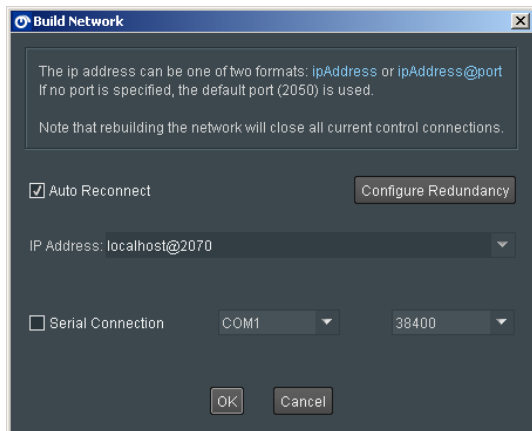 Build Network
The ip address can be one of two formats: ipAddress or ipAddress@port
If no port is specified, the default port (2050) is used.
Note that rebuilding the network will close all current control connections.
Auto Reconnect
Configure Redundancy
IP Address: localhost@2070
Serial Connection COM1 38400
OK Cancel